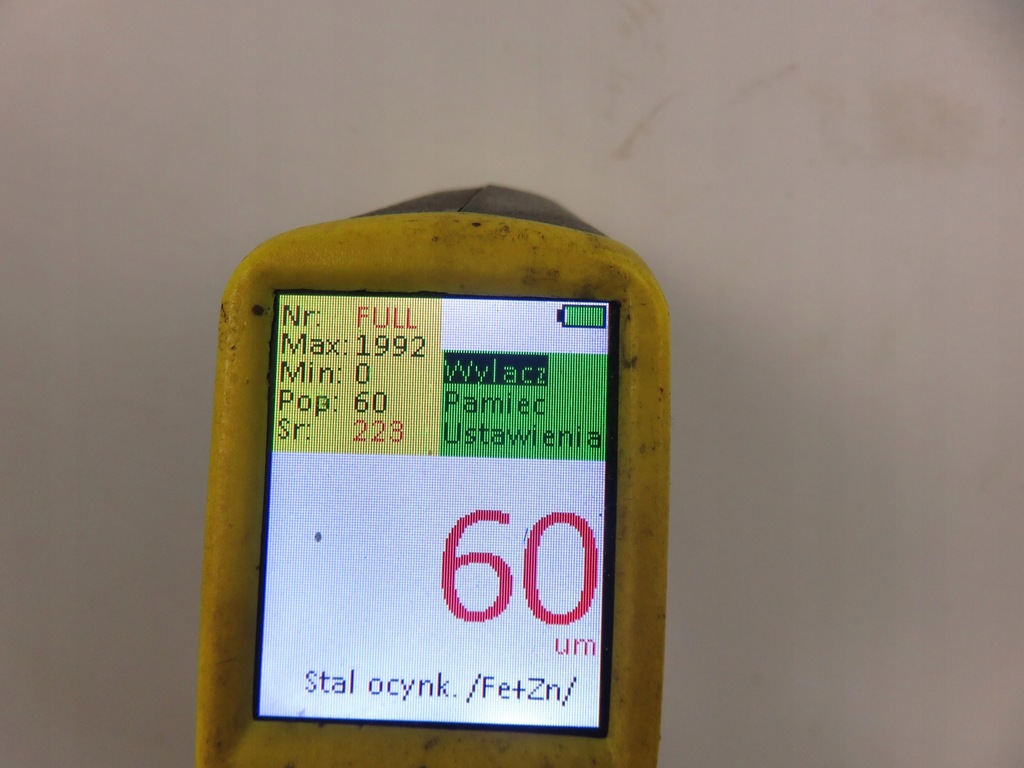 Nr: FULL
Max: 1992
Min: 0
Pop: 60
Sr: 223
Wylacz
Pamiec
Ustawienia
60
um
Stal ocynk. /Fe+Zn/